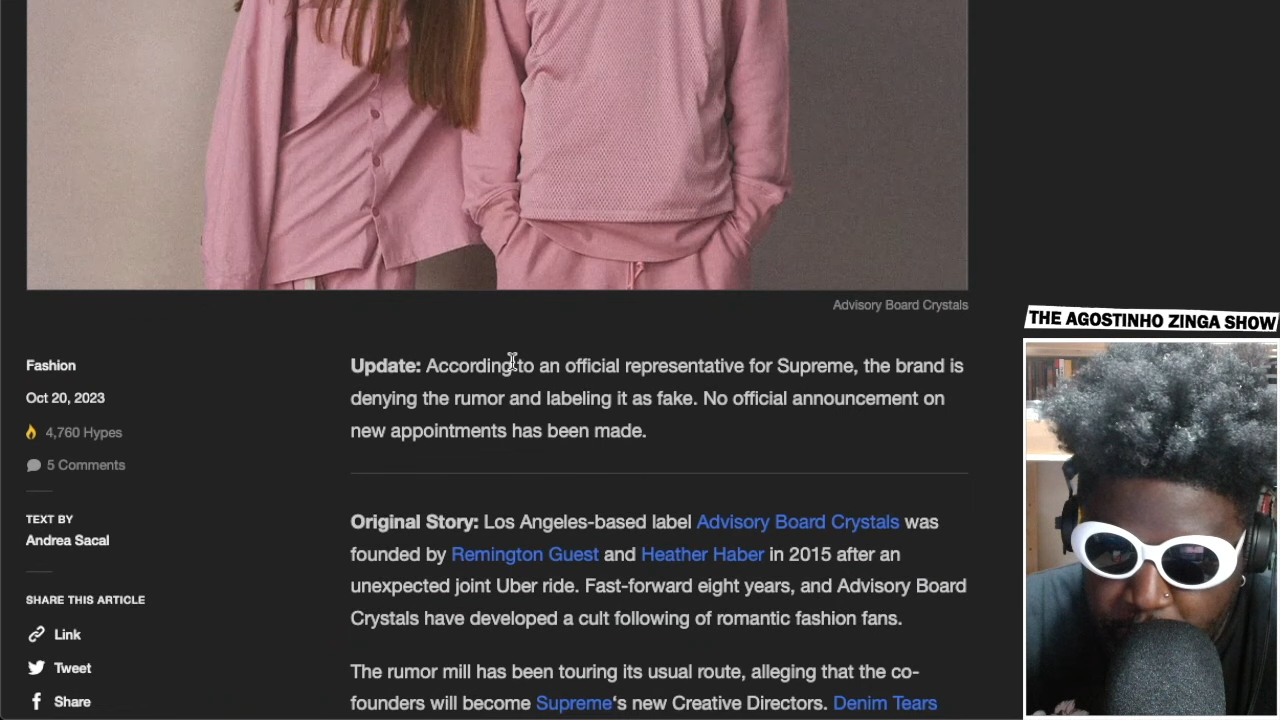 Advisory Board Crystals
THE AGOSTINHO ZINGA SHOW
Fashion
Oct 20, 2023
4,760 Hypes
5 Comments
TEXT BY
Andrea Sacal
SHARE THIS ARTICLE
Link
Tweet
Share
Update: According to an official representative for Supreme, the brand is
denying the rumor and labeling it as fake. No official announcement on
new appointments has been made.
Original Story: Los Angeles-based label Advisory Board Crystals was
founded by Remington Guest and Heather Haber in 2015 after an
unexpected joint Uber ride. Fast-forward eight years, and Advisory Board
Crystals have developed a cult following of romantic fashion fans.
The rumor mill has been touring its usual route, alleging that the co-
founders will become Supreme‘s new Creative Directors. Denim Tears